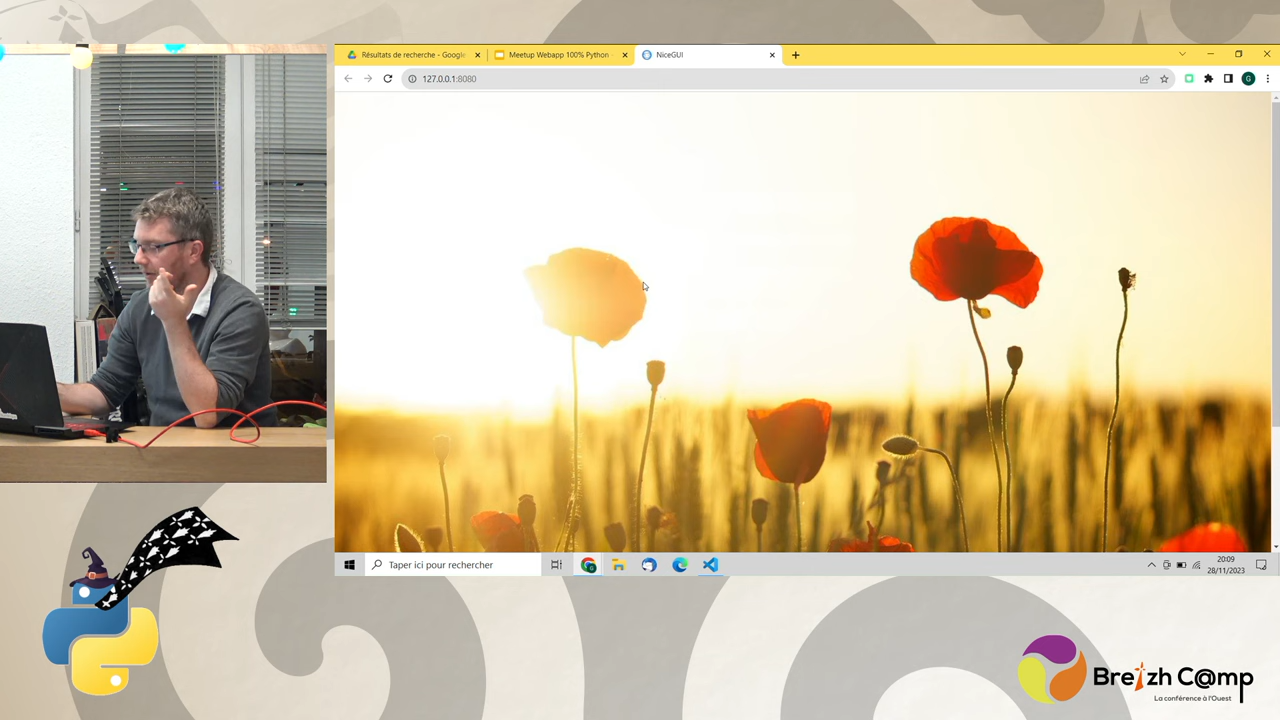 Résultats de recherche - Google
Meetup Webapp 100% Python
NiceGUI
127.0.0.1:8080
G
Taper ici pour rechercher
20:09
28/11/2023
Breizh C@mp
La conférence à l'Ouest